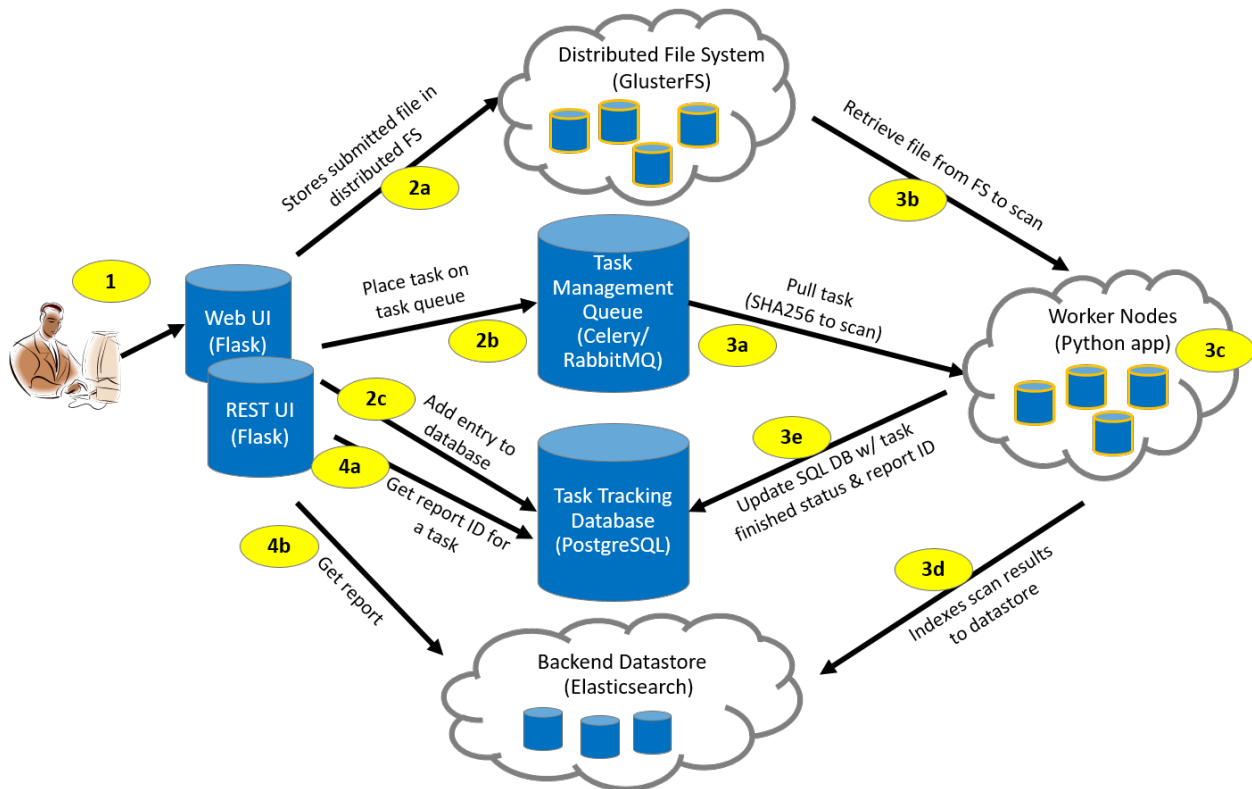 Distributed File System
(GlusterFS)
Stores submitted file in
distributed FS
2a
Retrieve file from FS to scan
3b
1
Web UI
(Flask)
REST UI
(Flask)
Place task on
task queue
2b
Task
Management
Queue
(Celery/
RabbitMQ)
Pull task
(SHA256 to scan)
3a
Worker Nodes
(Python app)
3c
2c
Add entry to
database
4a
Get report ID for
a task
Task Tracking
Database
(PostgreSQL)
3e
Update SQL DB w/ task
finished status & report ID
4b
Get report
3d
Indexes scan results
to datastore
Backend Datastore
(Elasticsearch)